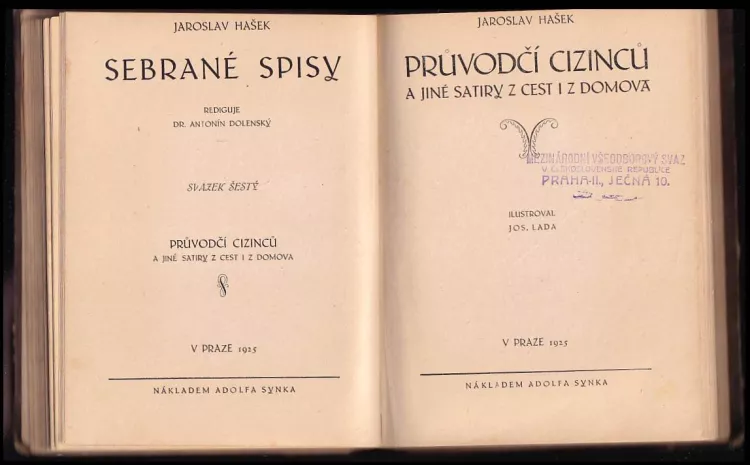 JAROSLAV HAŠEK
SEBRANÉ SPISY
REDIGUJE
DR. ANTONÍN DOLENSKÝ
SVAZEK ŠESTÝ
PRŮVODČÍ CIZINCŮ
A JINÉ SATIRY Z CEST I Z DOMOVA
V PRAZE 1925
NÁKLADEM ADOLFA SYNKA
JAROSLAV HAŠEK
PRŮVODČÍ CIZINCŮ
A JINÉ SATIRY Z CEST I Z DOMOVA
MEZINÁRODNÍ VŠEODBOROVÝ SVAZ
V ČESKOSLOVENSKÉ REPUBLICE
PRAHA-II., JEČNÁ 10.
ILUSTROVAL
JOS. LADA
V PRAZE 1925
NÁKLADEM ADOLFA SYNKA